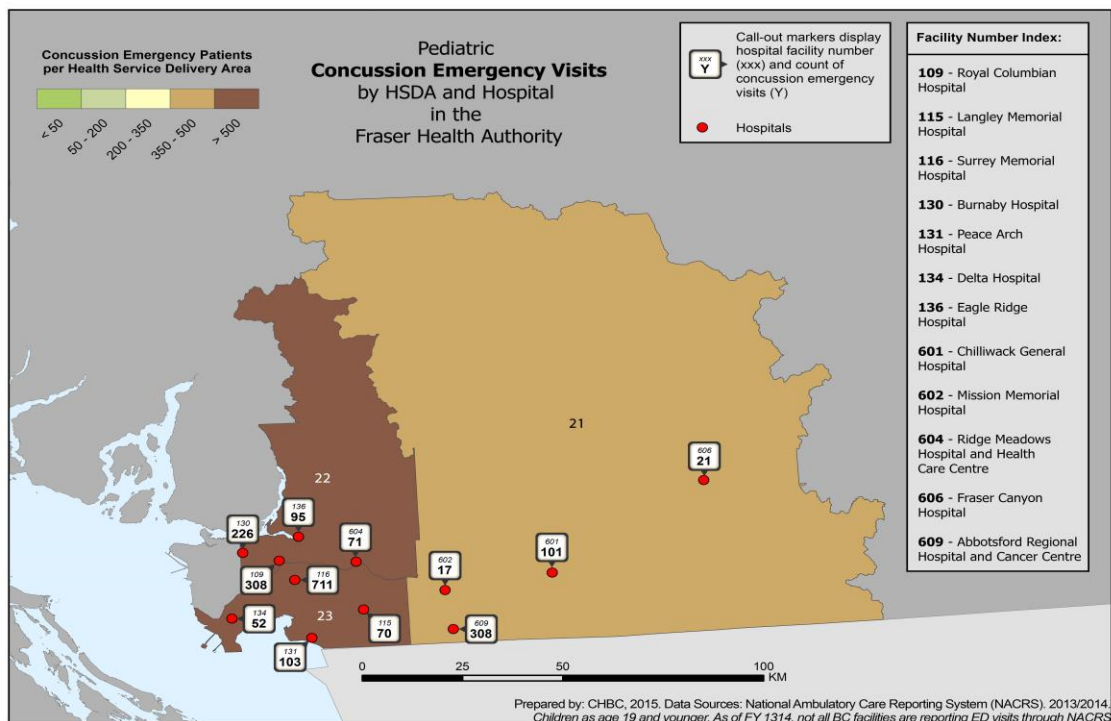 Concussion Emergency Patients
per Health Service Delivery Area
< 50
50 - 200
200 - 350
350 - 500
> 500
Pediatric
Concussion Emergency Visits
by HSDA and Hospital
in the
Fraser Health Authority
xxx
Y
Call-out markers display
hospital facility number
(xxx) and count of
concussion emergency
visits (Y)
Hospitals
Facility Number Index:
109 - Royal Columbian
Hospital
115 - Langley Memorial
Hospital
116 - Surrey Memorial
Hospital
130 - Burnaby Hospital
131 - Peace Arch
Hospital
134 - Delta Hospital
136 - Eagle Ridge
Hospital
601 - Chilliwack General
Hospital
602 - Mission Memorial
Hospital
604 - Ridge Meadows
Hospital and Health
Care Centre
606 - Fraser Canyon
Hospital
609 - Abbotsford Regional
Hospital and Cancer Centre
21
22
23
606
21
136
95
130
226
604
71
601
101
602
17
109
308
116
711
134
52
115
70
609
308
131
103
0
25
50
100
KM
Prepared by: CHBC, 2015. Data Sources: National Ambulatory Care Reporting System (NACRS). 2013/2014.
Children as age 19 and younger. As of FY 1314, not all BC facilities are reporting ED visits through NACRS